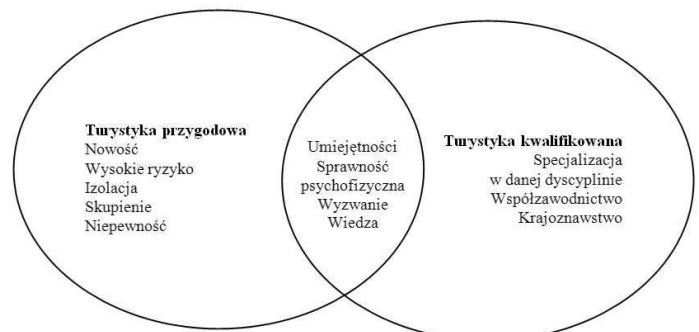 Turystyka przygodowa
Nowość
Wysokie ryzyko
Izolacja
Skupienie
Niepewność
Umiejętności
Sprawność
psychofizyczna
Wyzwanie
Wiedza
Turystyka kwalifikowana
Specjalizacja
w danej dyscyplinie
Współzawodnictwo
Krajoznawstwo